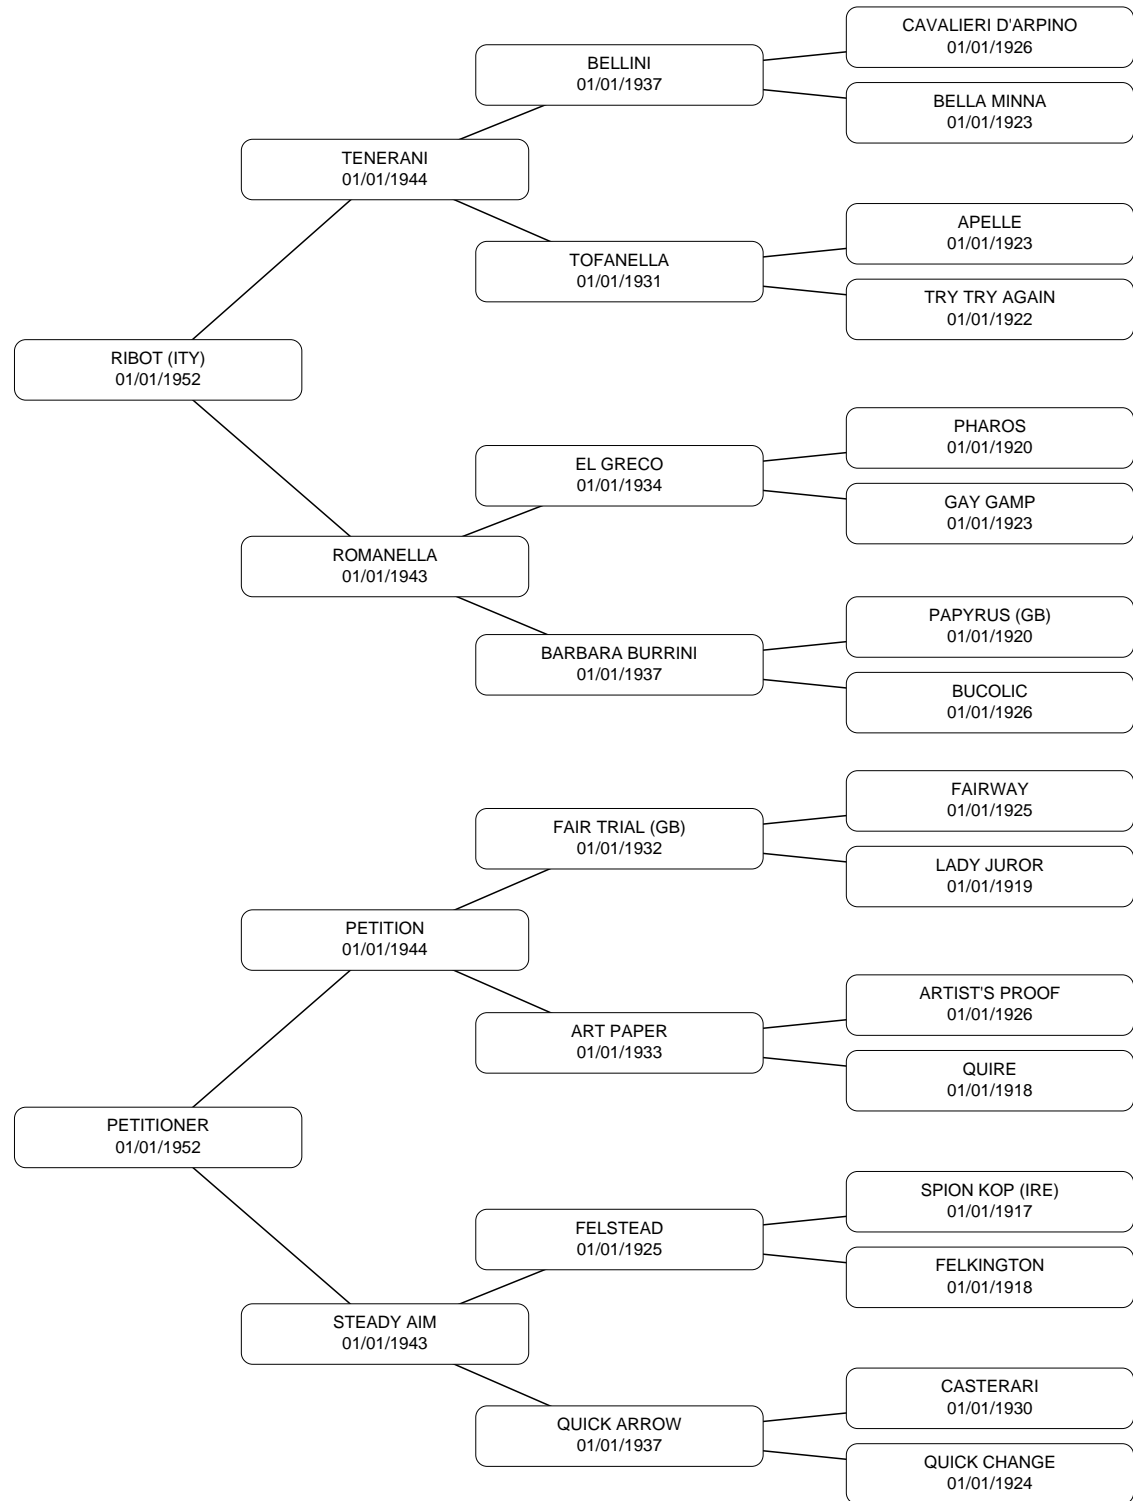 CAVALIERI D'ARPINO
01/01/1926
BELLINI
01/01/1937
BELLA MINNA
01/01/1923
TENERANI
01/01/1944
APELLE
01/01/1923
TOFANELLA
01/01/1931
TRY TRY AGAIN
01/01/1922
RIBOT (ITY)
01/01/1952
PHAROS
01/01/1920
EL GRECO
01/01/1934
GAY GAMP
01/01/1923
ROMANELLA
01/01/1943
PAPYRUS (GB)
01/01/1920
BARBARA BURRINI
01/01/1937
BUCOLIC
01/01/1926
FAIRWAY
01/01/1925
FAIR TRIAL (GB)
01/01/1932
LADY JUROR
01/01/1919
PETITION
01/01/1944
ARTIST'S PROOF
01/01/1926
ART PAPER
01/01/1933
QUIRE
01/01/1918
PETITIONER
01/01/1952
SPION KOP (IRE)
01/01/1917
FELSTEAD
01/01/1925
FELKINGTON
01/01/1918
STEADY AIM
01/01/1943
CASTERARI
01/01/1930
QUICK ARROW
01/01/1937
QUICK CHANGE
01/01/1924